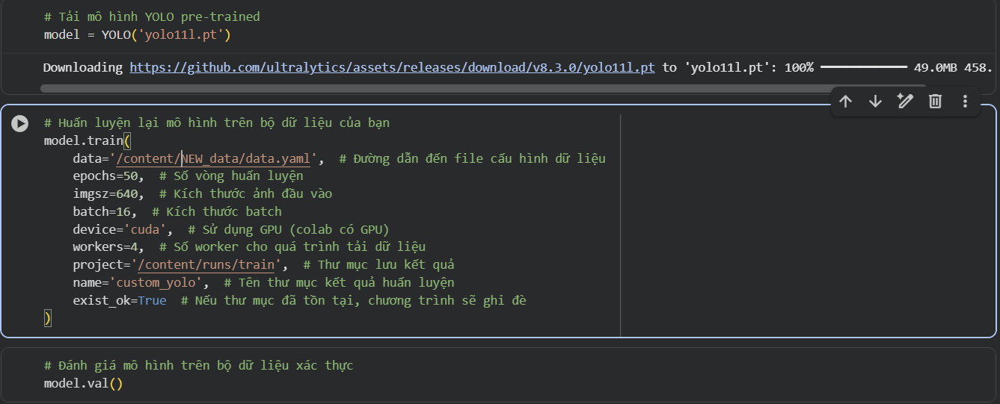 # Tải mô hình YOLO pre-trained
model = YOLO('yolo11l.pt')
Downloading https://github.com/ultralytics/assets/releases/download/v8.3.0/yolo11l.pt to 'yolo11l.pt': 100% ━━━━━━━━━━━━ 49.0MB 458.
# Huấn luyện lại mô hình trên bộ dữ liệu của bạn
model.train(
    data='/content/NEW_data/data.yaml',  # Đường dẫn đến file cấu hình dữ liệu
    epochs=50,  # Số vòng huấn luyện
    imgsz=640,  # Kích thước ảnh đầu vào
    batch=16,  # Kích thước batch
    device='cuda',  # Sử dụng GPU (colab có GPU)
    workers=4,  # Số worker cho quá trình tải dữ liệu
    project='/content/runs/train',  # Thư mục lưu kết quả
    name='custom_yolo',  # Tên thư mục kết quả huấn luyện
    exist_ok=True  # Nếu thư mục đã tồn tại, chương trình sẽ ghi đè
)
# Đánh giá mô hình trên bộ dữ liệu xác thực
model.val()